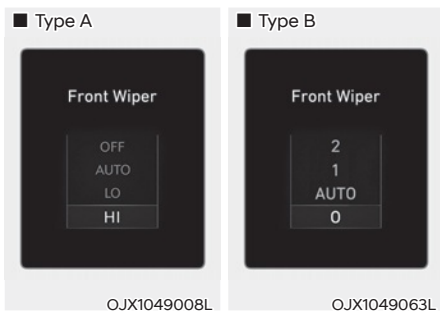 ■ Type A
Front Wiper
OFF
AUTO
LO
HI
OJX1049008L
■ Type B
Front Wiper
2
1
AUTO
0
OJX1049063L